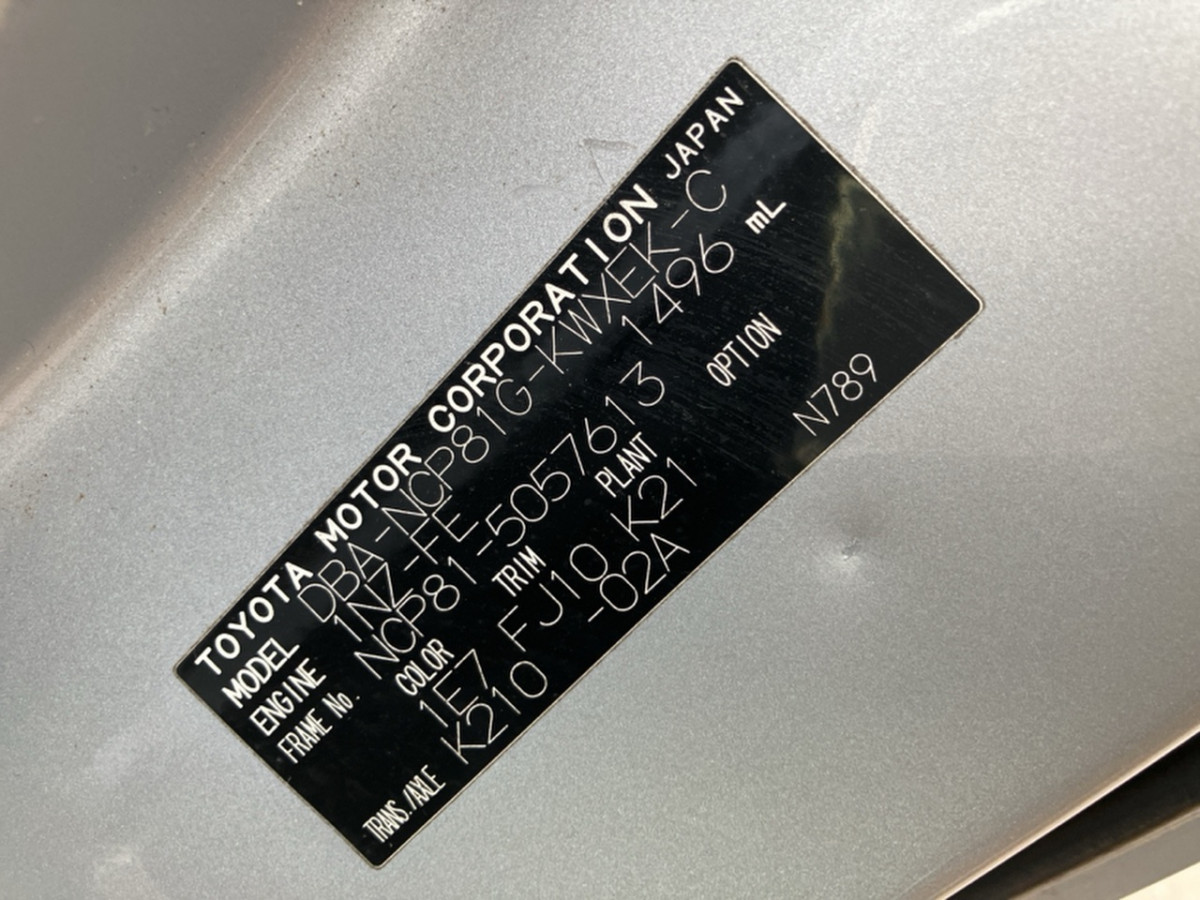 TOYOTA MOTOR CORPORATION JAPAN
MODEL DBA-NCP81G-KWXEK-C
ENGINE 1NZ-FE 1496 mL
FRAME No. NCP81-5057613
COLOR TRIM PLANT OPTION
1E7 FJ10 K21 N789
TRANS./AXLE K210 -02A